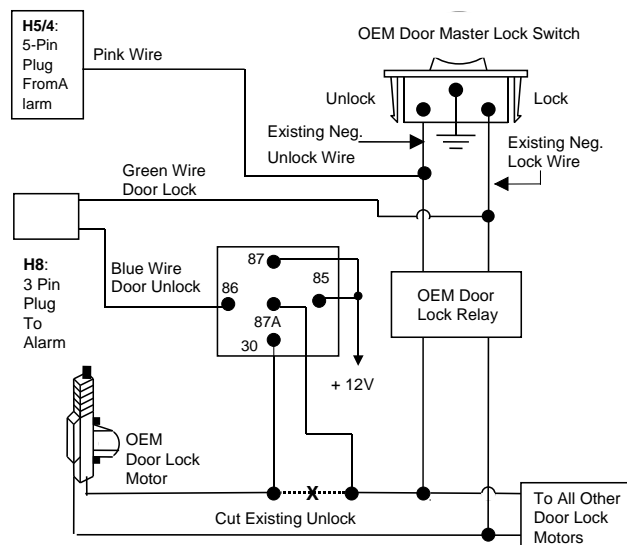 H5/4:
5-Pin
Plug
FromA
larm
Pink Wire
OEM Door Master Lock Switch
Unlock
Lock
Existing Neg.
Unlock Wire
Existing Neg.
Lock Wire
Green Wire
Door Lock
H8:
3 Pin
Plug
To
Alarm
Blue Wire
Door Unlock
87
86
85
87A
30
+ 12V
OEM Door
Lock Relay
OEM
Door Lock
Motor
X
Cut Existing Unlock
To All Other
Door Lock
Motors